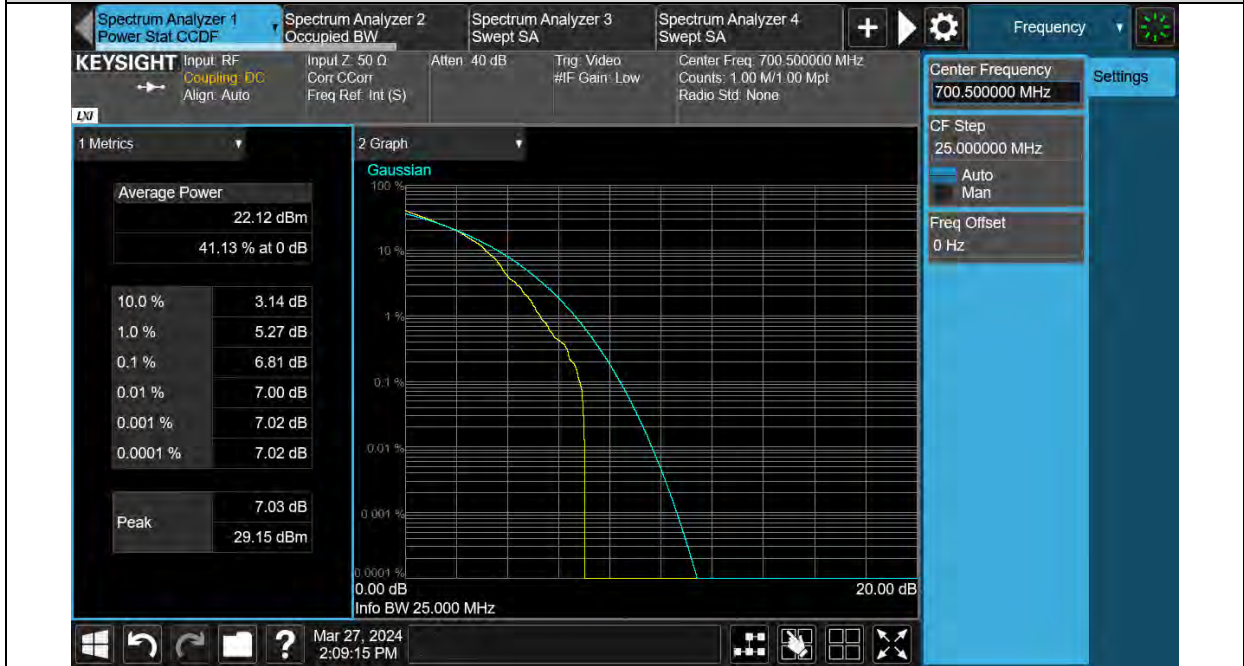 Spectrum Analyzer 1
Power Stat CCDF
Spectrum Analyzer 2
Occupied BW
Spectrum Analyzer 3
Swept SA
Spectrum Analyzer 4
Swept SA
+
Frequency
KEYSIGHT
LXI
Input: RF
Coupling: DC
Align: Auto
Input Z: 50 Ω
Corr CCorr
Freq Ref: Int (S)
Atten: 40 dB
Trig: Video
#IF Gain: Low
Center Freq: 700.500000 MHz
Counts: 1.00 M/1.00 Mpt
Radio Std: None
Center Frequency
700.500000 MHz
Settings
CF Step
25.000000 MHz
Auto
Man
Freq Offset
0 Hz
1 Metrics
Average Power
22.12 dBm
41.13 % at 0 dB
10.0 % 3.14 dB
1.0 % 5.27 dB
0.1 % 6.81 dB
0.01 % 7.00 dB
0.001 % 7.02 dB
0.0001 % 7.02 dB
Peak
7.03 dB
29.15 dBm
2 Graph
Gaussian
100 %
10 %
1 %
0.1 %
0.01 %
0.001 %
0.0001 %
0.00 dB 20.00 dB
Info BW 25.000 MHz
?
Mar 27, 2024
2:09:15 PM